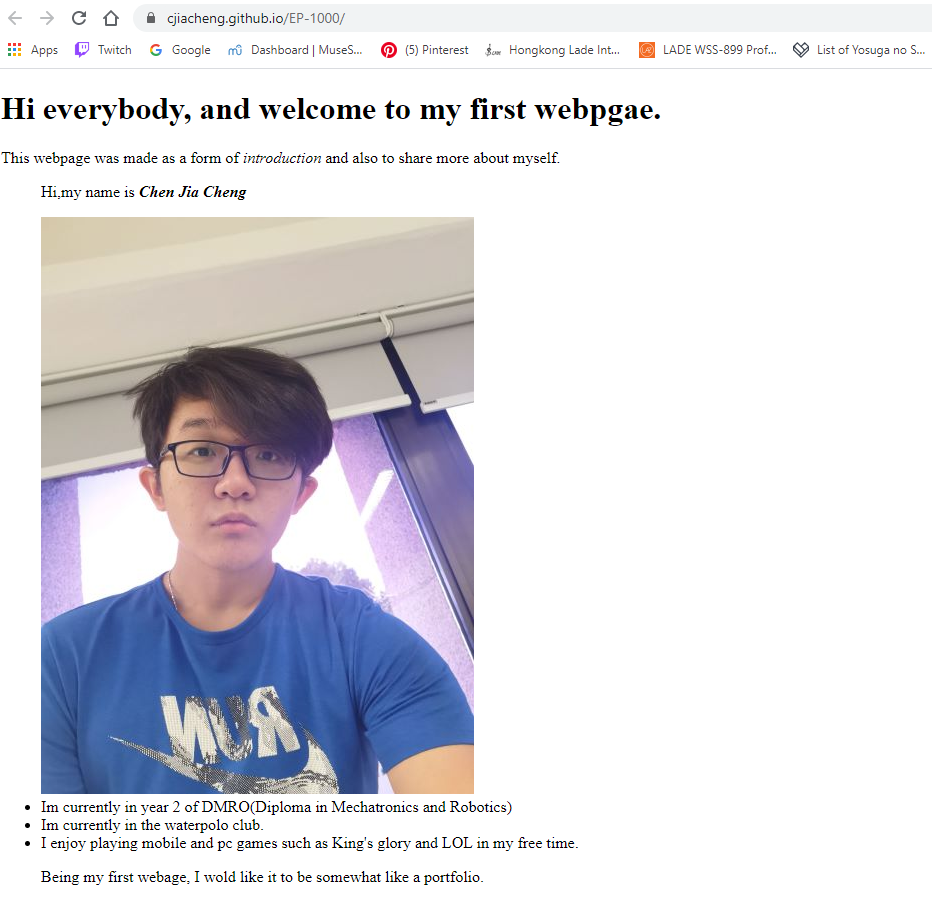 cjiacheng.github.io/EP-1000/
Apps Twitch Google Dashboard | MuseS... (5) Pinterest Hongkong Lade Int... LADE WSS-899 Prof... List of Yosuga no S...
Hi everybody, and welcome to my first webpgae.
This webpage was made as a form of introduction and also to share more about myself.
Hi,my name is Chen Jia Cheng
RUN
Im currently in year 2 of DMRO(Diploma in Mechatronics and Robotics)
Im currently in the waterpolo club.
I enjoy playing mobile and pc games such as King's glory and LOL in my free time.
Being my first webage, I wold like it to be somewhat like a portfolio.